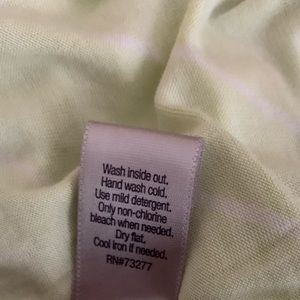 Wash inside out.
Hand wash cold.
Use mild detergent.
Only non-chlorine
bleach when needed.
Dry flat.
Cool iron if needed.
RN#73277